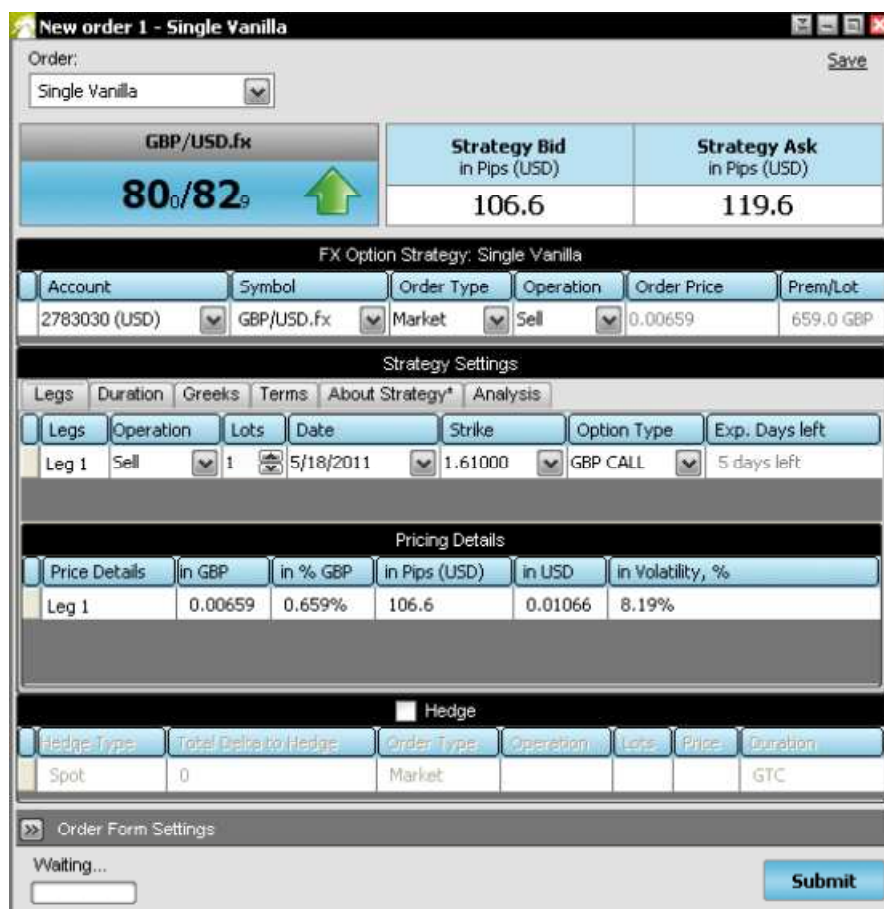 New order 1 - Single Vanilla
Order:
Save
Single Vanilla
GBP/USD.fx
80₀/82₉
Strategy Bid
in Pips (USD)
106.6
Strategy Ask
in Pips (USD)
119.6
FX Option Strategy: Single Vanilla
Account Symbol Order Type Operation Order Price Prem/Lot
2783030 (USD) GBP/USD.fx Market Sell 0.00659 659.0 GBP
Strategy Settings
Legs Duration Greeks Terms About Strategy* Analysis
Legs Operation Lots Date Strike Option Type Exp. Days left
Leg 1 Sell 1 5/18/2011 1.61000 GBP CALL 5 days left
Pricing Details
Price Details in GBP in % GBP in Pips (USD) in USD in Volatility, %
Leg 1 0.00659 0.659% 106.6 0.01066 8.19%
Hedge
Hedge Type Total Delta to Hedge Order Type Operation Lots Price Duration
Spot 0 Market GTC
>> Order Form Settings
Waiting...
Submit